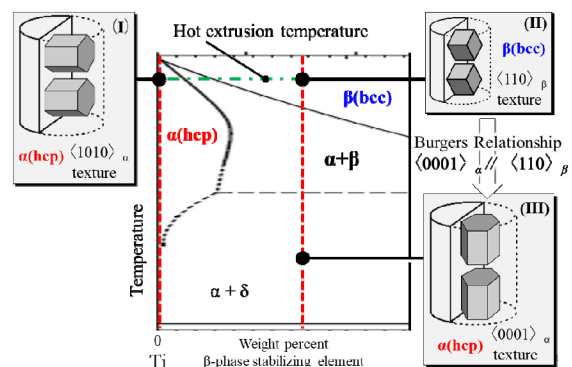 (I)
α(hcp) ⟨1010⟩ α
texture
Hot extrusion temperature
α(hcp)
β(bcc)
α+β
α + δ
Temperature
0
Ti
Weight percent
β-phase stabilizing element
(II)
β(bcc)
⟨110⟩ β
texture
Burgers Relationship
⟨0001⟩ α // ⟨110⟩ β
(III)
α(hcp) ⟨0001⟩ α
texture